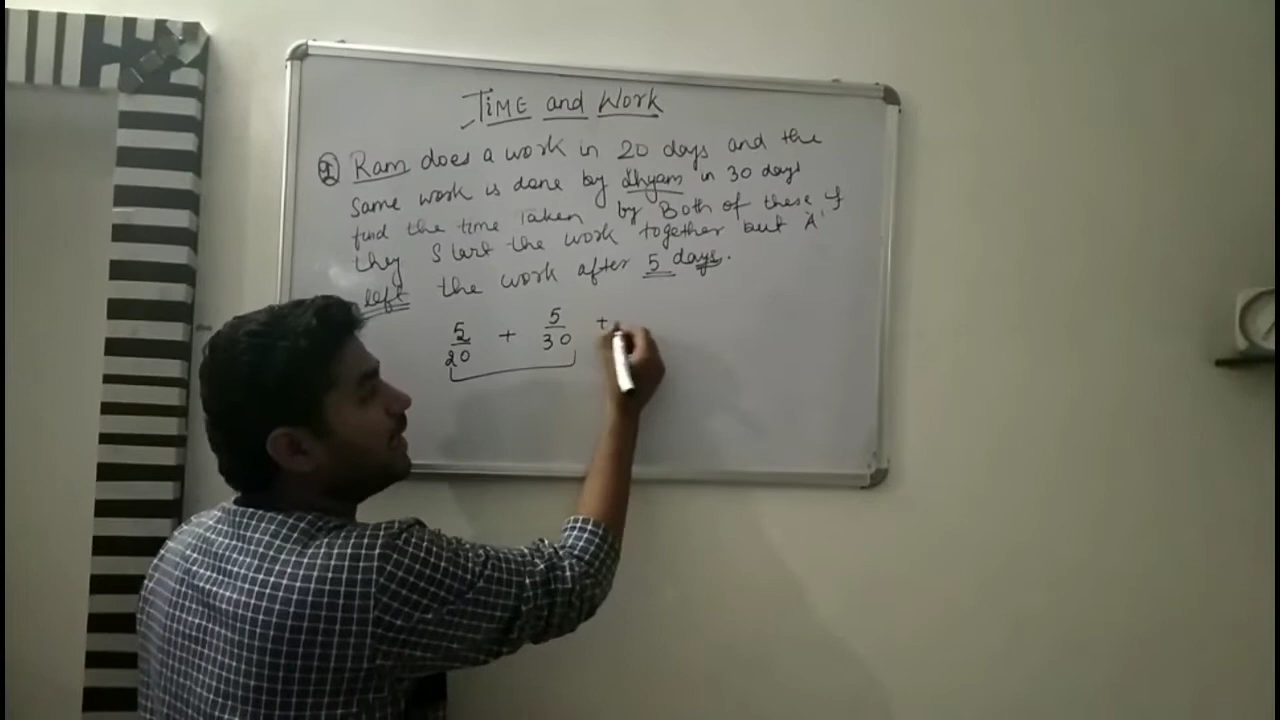 TIME and Work
Q1 Ram does a work in 20 days and the
same work is done by Shyam in 30 days
find the time taken by Both of these if
they start the work together but 'A'
left the work after 5 days.
5/20 + 5/30 +